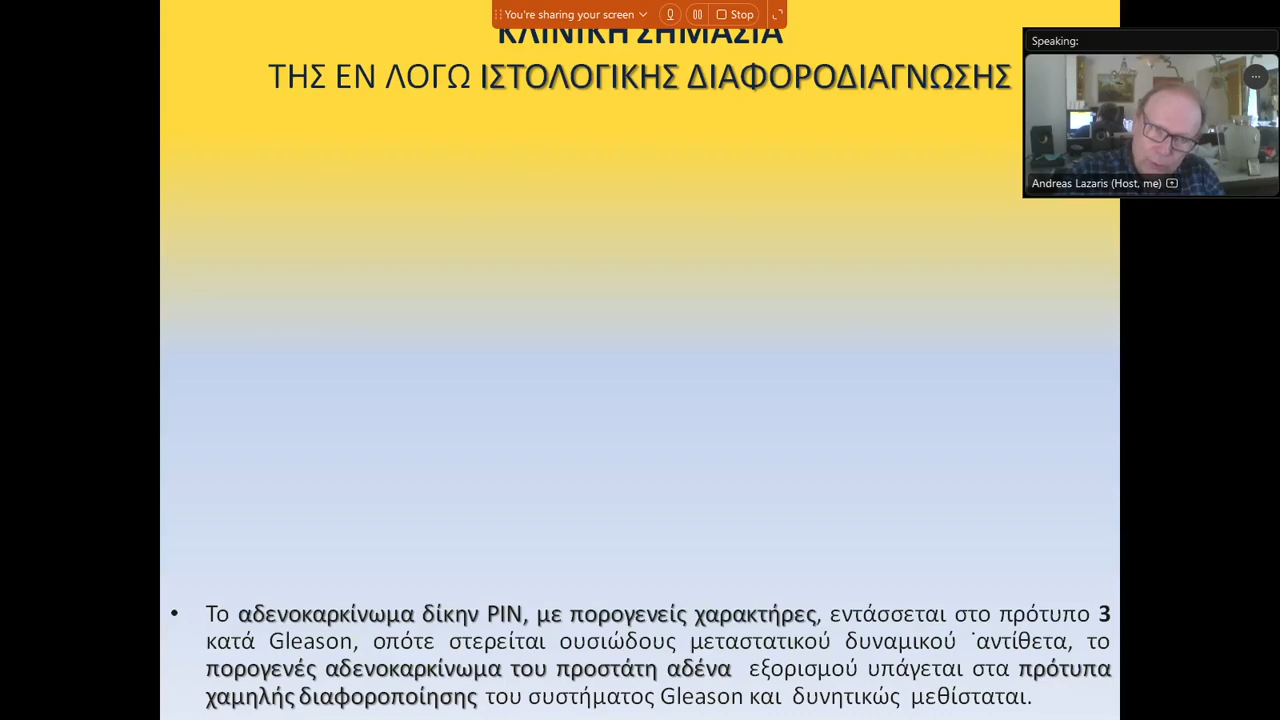 You're sharing your screen
Stop
ΚΛΙΝΙΚΗ ΣΗΜΑΣΙΑ
ΤΗΣ ΕΝ ΛΟΓΩ ΙΣΤΟΛΟΓΙΚΗΣ ΔΙΑΦΟΡΟΔΙΑΓΝΩΣΗΣ
Speaking:
Andreas Lazaris (Host, me)
• Το αδενοκαρκίνωμα δίκην PIN, με πορογενείς χαρακτήρες, εντάσσεται στο πρότυπο 3
κατά Gleason, οπότε στερείται ουσιώδους μεταστατικού δυναμικού ˙αντίθετα, το
πορογενές αδενοκαρκίνωμα του προστάτη αδένα εξορισμού υπάγεται στα πρότυπα
χαμηλής διαφοροποίησης του συστήματος Gleason και δυνητικώς μεθίσταται.